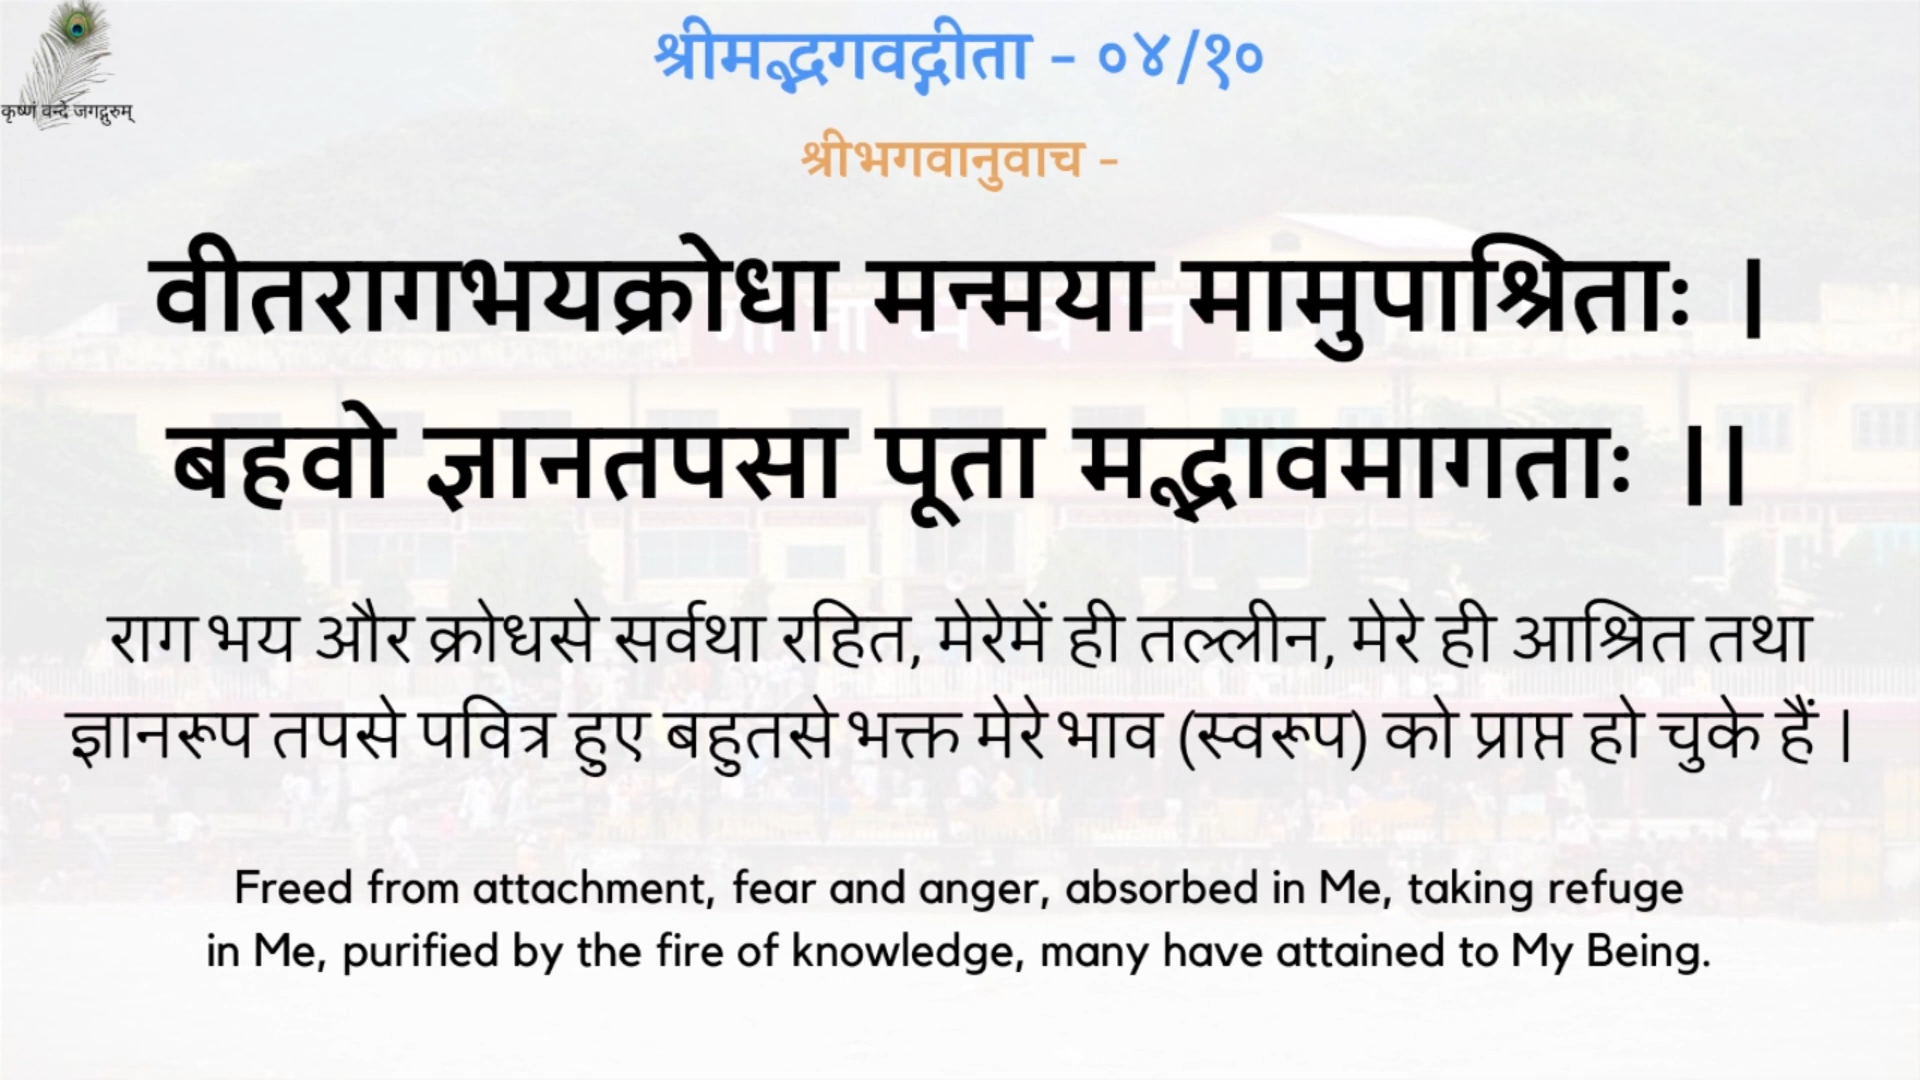 कृष्णं वन्दे जगद्गुरुम्
श्रीमद्भगवद्गीता - ०४/१०
श्रीभगवानुवाच -
वीतरागभयक्रोधा मन्मया मामुपाश्रिताः |
बहवो ज्ञानतपसा पूता मद्भावमागताः ||
राग भय और क्रोधसे सर्वथा रहित, मेरेमें ही तल्लीन, मेरे ही आश्रित तथा
ज्ञानरूप तपसे पवित्र हुए बहुतसे भक्त मेरे भाव (स्वरूप) को प्राप्त हो चुके हैं |
Freed from attachment, fear and anger, absorbed in Me, taking refuge
in Me, purified by the fire of knowledge, many have attained to My Being.